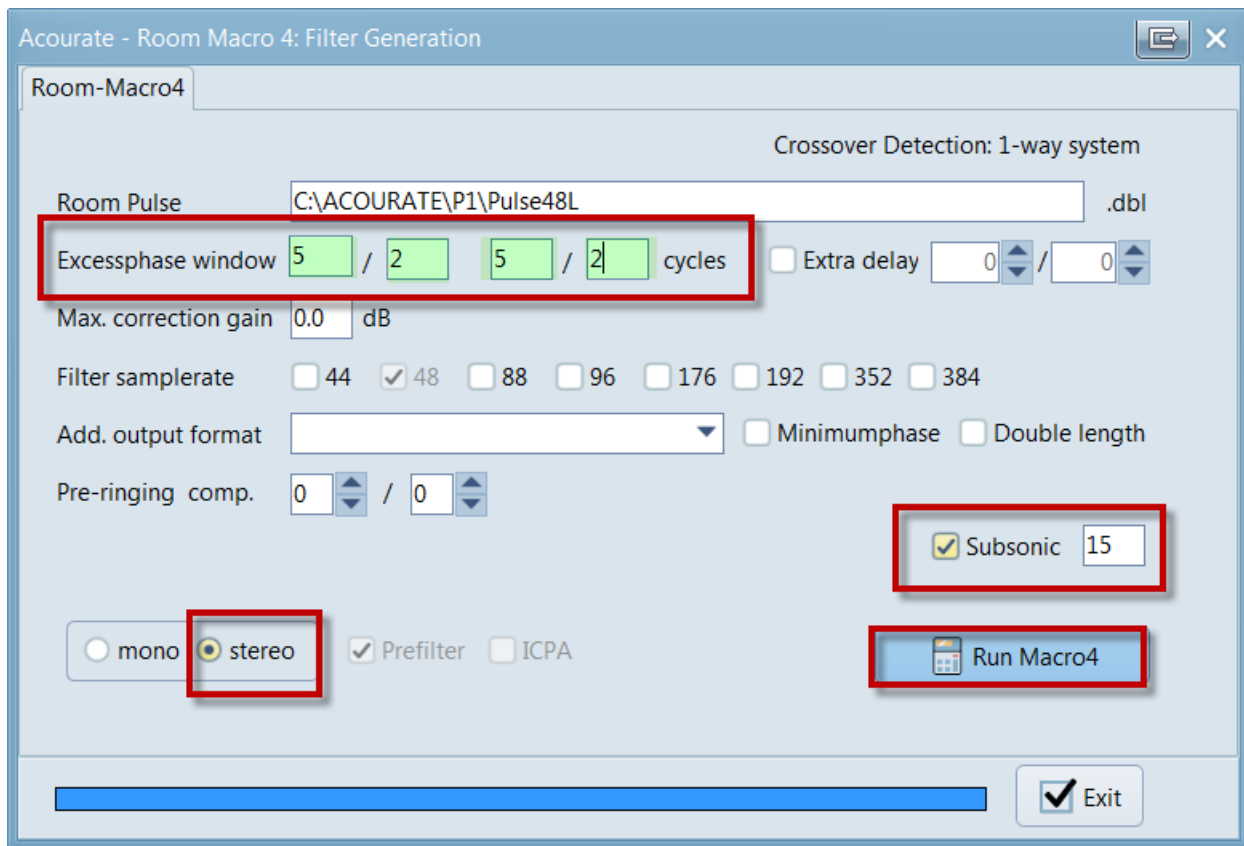 Acourate - Room Macro 4: Filter Generation
Room-Macro4
Crossover Detection: 1-way system
Room Pulse C:\ACOURATE\P1\Pulse48L .dbl
Excessphase window 5 / 2 5 / 2 cycles Extra delay 0 / 0
Max. correction gain 0.0 dB
Filter samplerate 44 48 88 96 176 192 352 384
Add. output format Minimumphase Double length
Pre-ringing comp. 0 / 0
Subsonic 15
mono stereo Prefilter ICPA Run Macro4
Exit